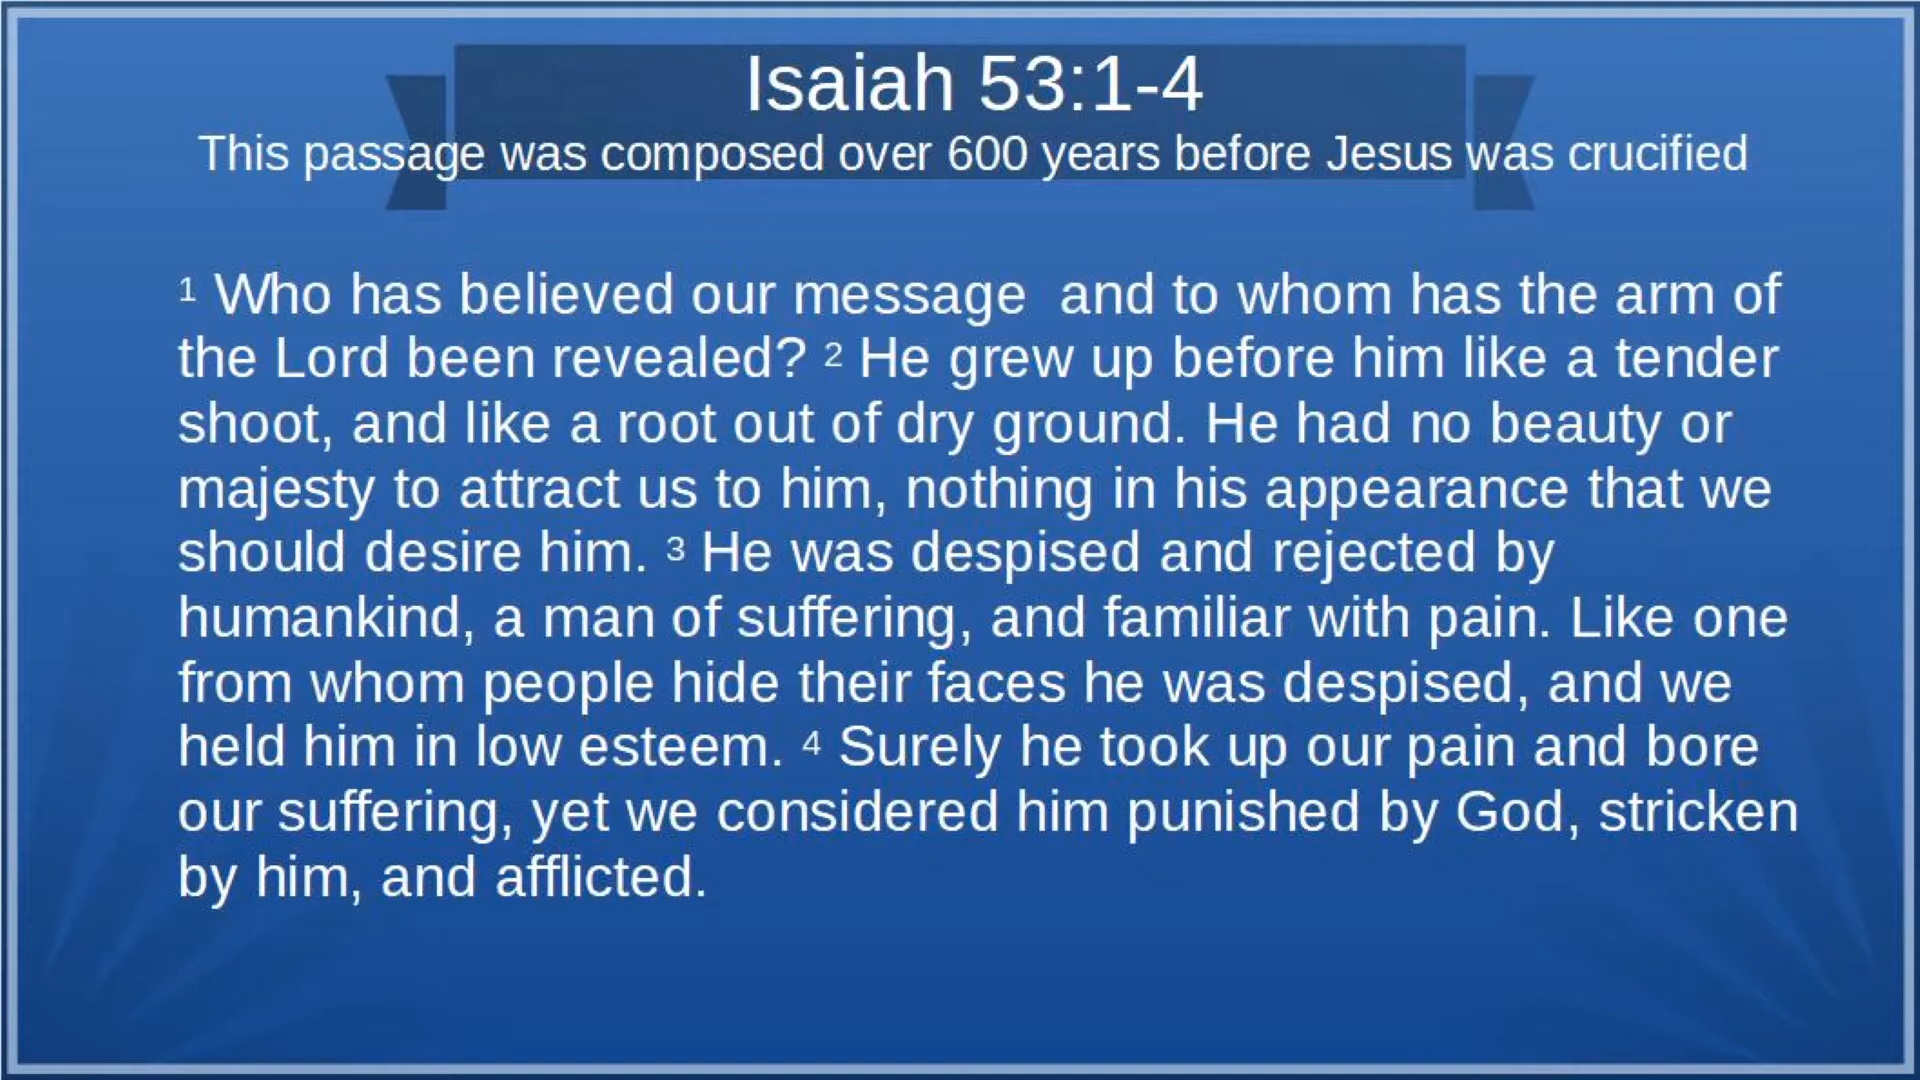 Isaiah 53:1-4
This passage was composed over 600 years before Jesus was crucified
1 Who has believed our message  and to whom has the arm of
the Lord been revealed? 2 He grew up before him like a tender
shoot, and like a root out of dry ground. He had no beauty or
majesty to attract us to him, nothing in his appearance that we
should desire him. 3 He was despised and rejected by
humankind, a man of suffering, and familiar with pain. Like one
from whom people hide their faces he was despised, and we
held him in low esteem. 4 Surely he took up our pain and bore
our suffering, yet we considered him punished by God, stricken
by him, and afflicted.